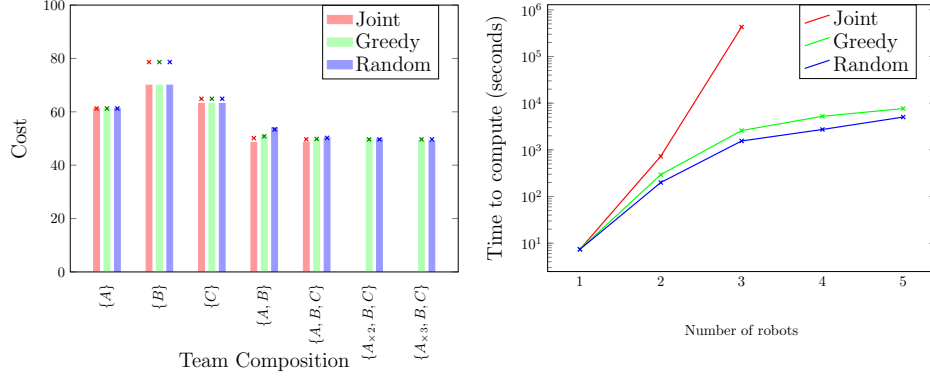 100
80
60
40
20
0
Cost
Joint
Greedy
Random
{A}
{B}
{C}
{A, B}
{A, B, C}
{A×2, B, C}
{A×3, B, C}
Team Composition
10^6
10^5
10^4
10^3
10^2
10^1
Time to compute (seconds)
Joint
Greedy
Random
1 2 3 4 5
Number of robots